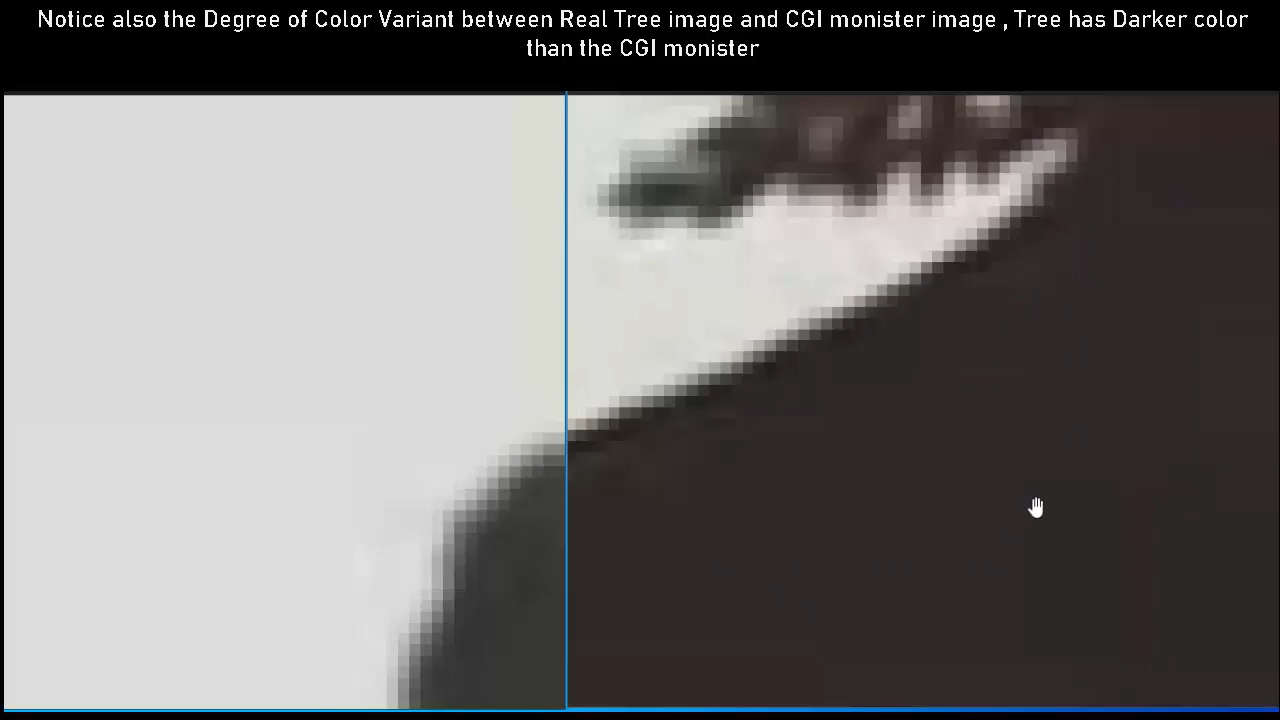 Notice also the Degree of Color Variant between Real Tree image and CGI monister image , Tree has Darker color
than the CGI monister